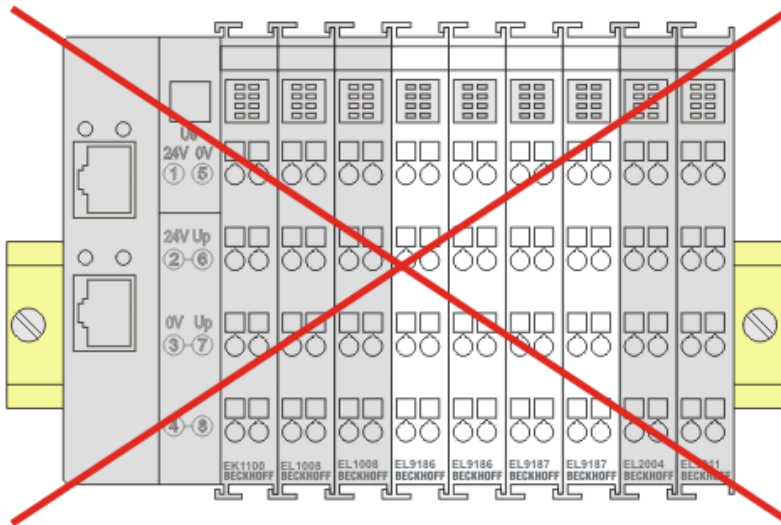 Us
24V 0V
1 5
24V Up
2 6
0V Up
3 7
4 8
EK1100 EL1008 EL1008 EL9186 EL9186 EL9187 EL9187 EL2004
BECKHOFF BECKHOFF BECKHOFF BECKHOFF BECKHOFF BECKHOFF BECKHOFF BECKHOFF BECKHOFF